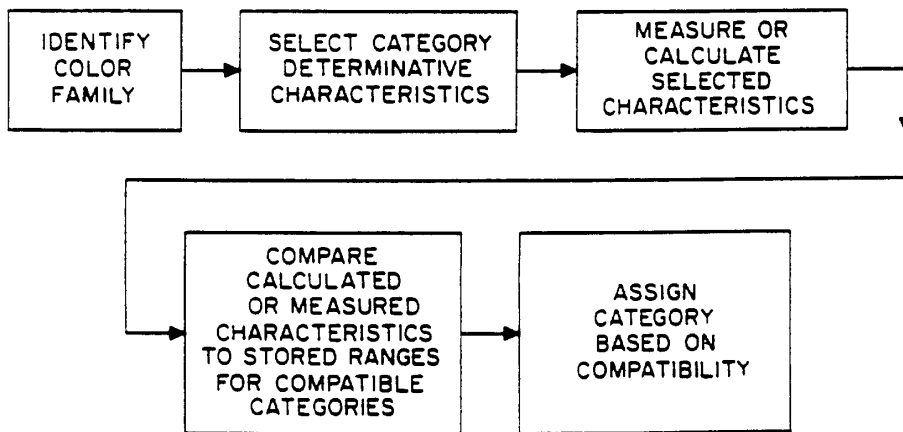 IDENTIFY
COLOR
FAMILY
SELECT CATEGORY
DETERMINATIVE
CHARACTERISTICS
MEASURE OR
CALCULATE
SELECTED
CHARACTERISTICS
COMPARE
CALCULATED
OR MEASURED
CHARACTERISTICS
TO STORED RANGES
FOR COMPATIBLE
CATEGORIES
ASSIGN
CATEGORY
BASED ON
COMPATIBILITY